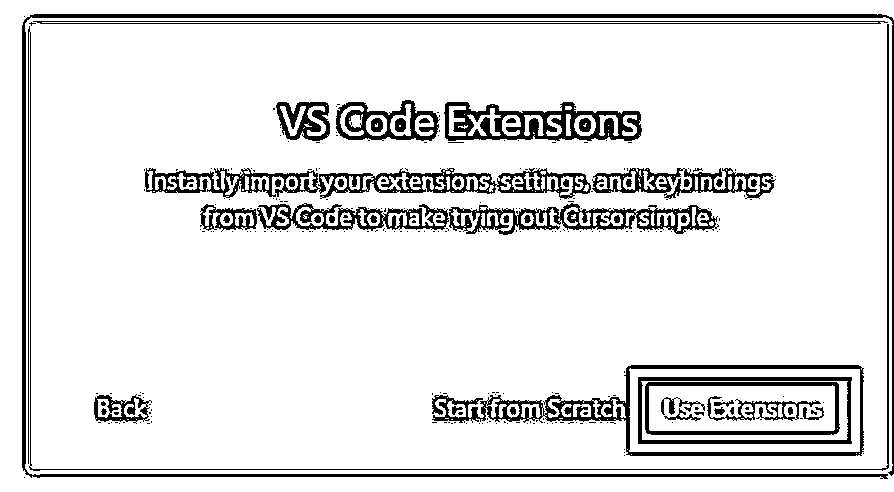 VS Code Extensions
Instantly import your extensions, settings, and keybindings
from VS Code to make trying out Cursor simple.
Back
Start from Scratch
Use Extensions